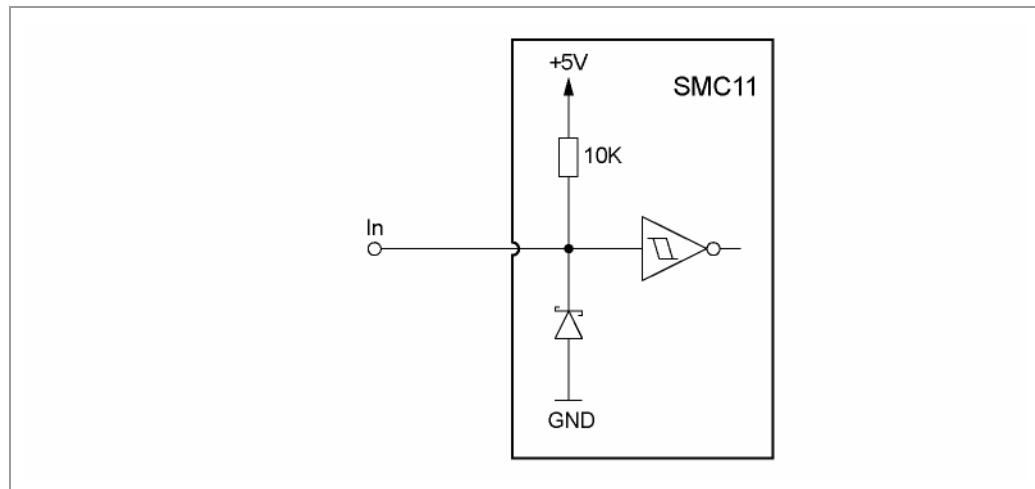 +5V
SMC11
10K
In
GND